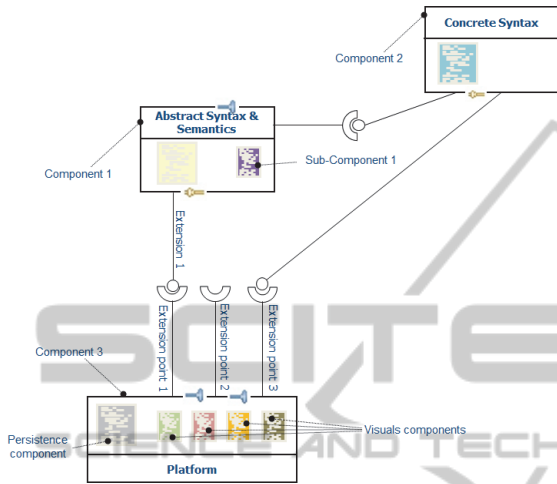 Concrete Syntax
Component 2
Abstract Syntax &
Semantics
Component 1
Sub-Component 1
Extension 1
Extension point 1
Extension point 2
Extension point 3
SCITE
Component 3
Persistence
component
Visuals components
SCIENCE AND TECH
Platform